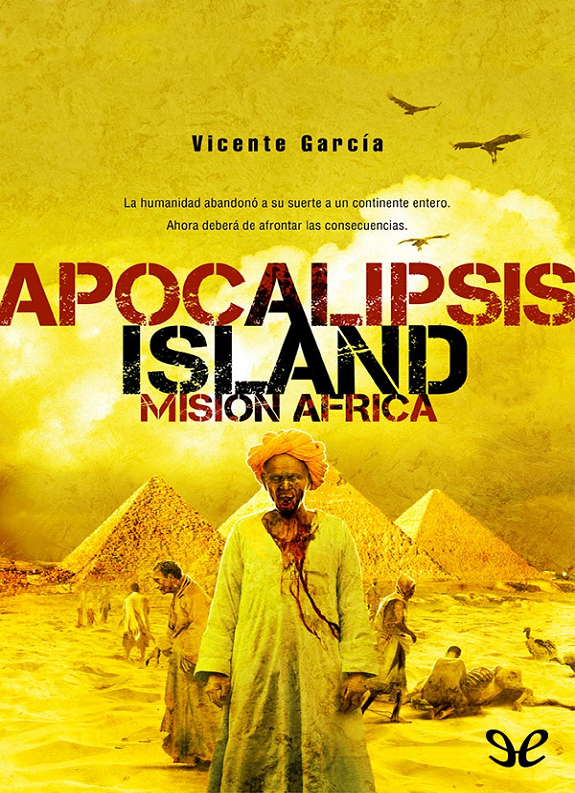 Vicente García
La humanidad abandonó a su suerte a un continente entero.
Ahora deberá de afrontar las consecuencias.
APOCALIPSIS
ISLAND
MISIÓN AFRICA